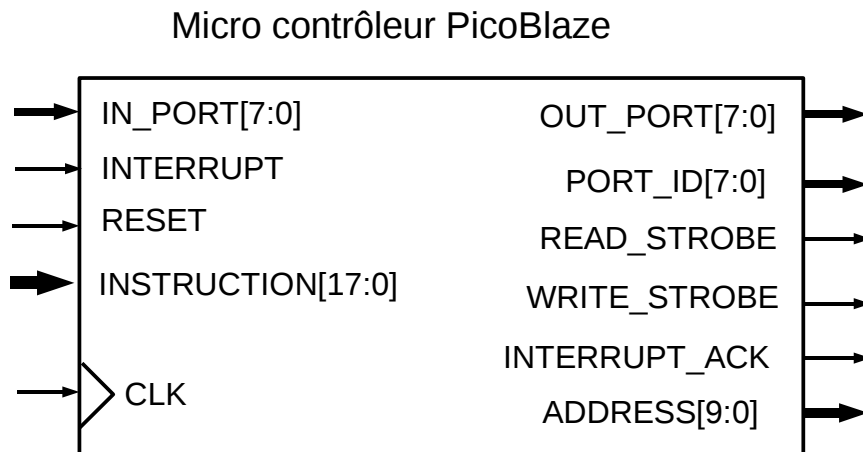 Micro contrôleur PicoBlaze
IN_PORT[7:0]
INTERRUPT
RESET
INSTRUCTION[17:0]
CLK
OUT_PORT[7:0]
PORT_ID[7:0]
READ_STROBE
WRITE_STROBE
INTERRUPT_ACK
ADDRESS[9:0]